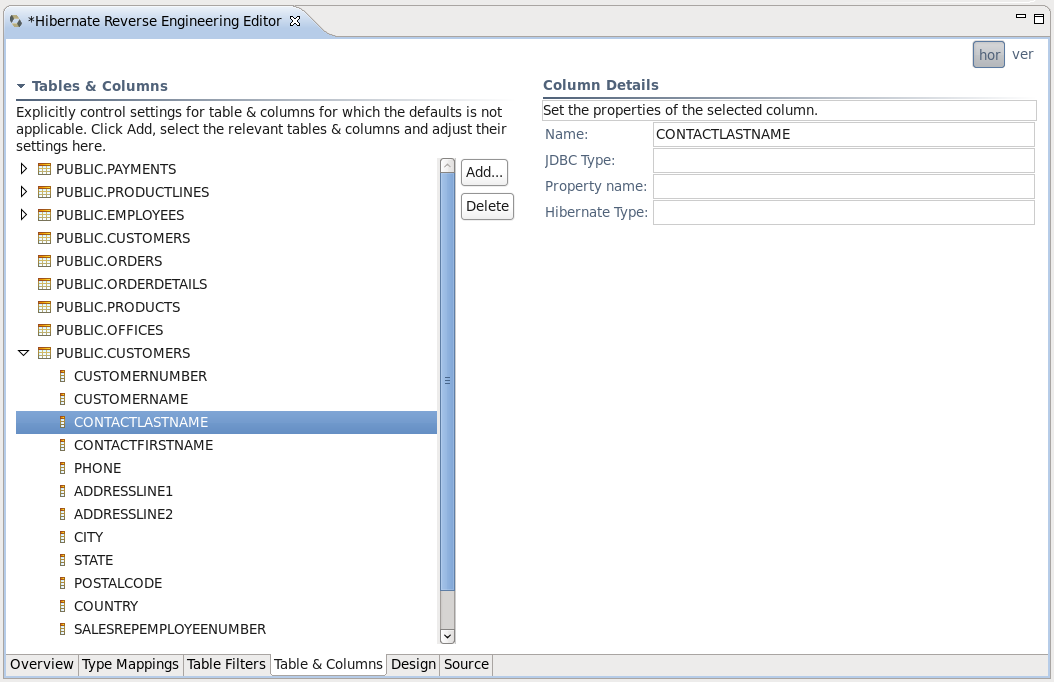 *Hibernate Reverse Engineering Editor
hor ver
Tables & Columns
Explicitly control settings for table & columns for which the defaults is not
applicable. Click Add, select the relevant tables & columns and adjust their
settings here.
PUBLIC.PAYMENTS
PUBLIC.PRODUCTLINES
PUBLIC.EMPLOYEES
PUBLIC.CUSTOMERS
PUBLIC.ORDERS
PUBLIC.ORDERDETAILS
PUBLIC.PRODUCTS
PUBLIC.OFFICES
PUBLIC.CUSTOMERS
CUSTOMERNUMBER
CUSTOMERNAME
CONTACTLASTNAME
CONTACTFIRSTNAME
PHONE
ADDRESSLINE1
ADDRESSLINE2
CITY
STATE
POSTALCODE
COUNTRY
SALESREPEMPLOYEENUMBER
Add...
Delete
Column Details
Set the properties of the selected column.
Name: CONTACTLASTNAME
JDBC Type:
Property name:
Hibernate Type:
Overview Type Mappings Table Filters Table & Columns Design Source